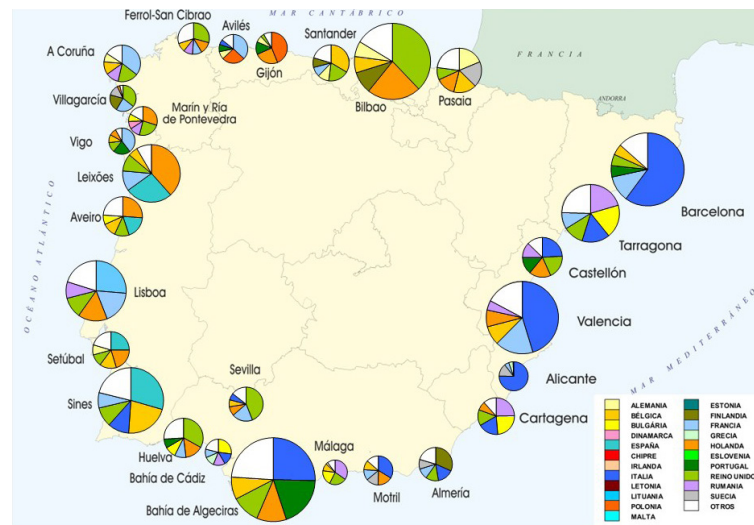 MAR CANTÁBRICO
Ferrol-San Cibrao
Avilés
Gijón
Santander
Bilbao
Pasaia
FRANCIA
ANDORRA
A Coruña
Villagarcía
Marín y Ría
de Pontevedra
Vigo
Leixões
Aveiro
OCÉANO ATLÁNTICO
Lisboa
Setúbal
Sines
Huelva
Sevilla
Bahía de Cádiz
Bahía de Algeciras
Málaga
Motril
Almería
Barcelona
Tarragona
Castellón
Valencia
Alicante
Cartagena
MAR MEDITERRÁNEO
ALEMANIA
BÉLGICA
BULGÁRIA
DINAMARCA
ESPAÑA
CHIPRE
IRLANDA
ITALIA
LETONIA
LITUANIA
POLONIA
MALTA
ESTONIA
FINLANDIA
FRANCIA
GRECIA
HOLANDA
ESLOVENIA
PORTUGAL
REINO UNIDO
RUMANIA
SUECIA
OTROS